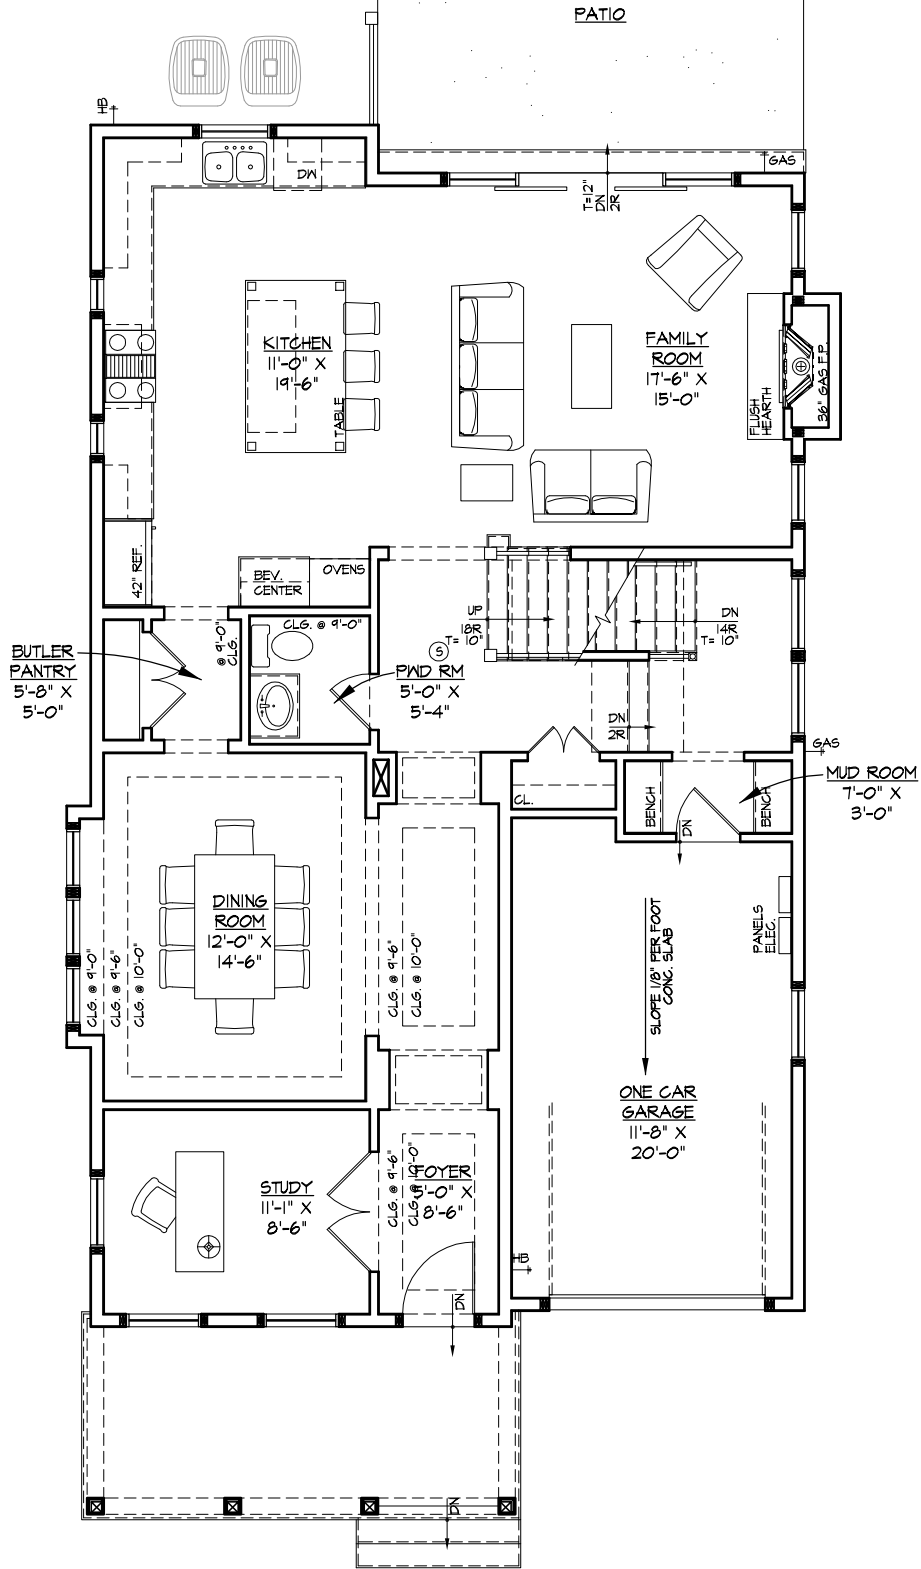 PATIO
HB
GAS
DW
T=12"
DN
2R
KITCHEN
11'-0" X
19'-6"
TABLE
FAMILY
ROOM
17'-6" X
15'-0"
FLUSH
HEARTH
36" GAS F.P.
42" REF.
BEV.
CENTER
OVENS
UP
18R
T= 10"
DN
14R
T= 10"
CLG. @ 9'-0"
@ 9'-0"
CLG.
BUTLER
PANTRY
5'-8" X
5'-0"
S
PWD RM
5'-0" X
5'-4"
DN
2R
GAS
MUD ROOM
7'-0" X
3'-0"
CL.
BENCH
BENCH
DN
DINING
ROOM
12'-0" X
14'-6"
CLG. @ 9'-0"
CLG. @ 9'-6"
CLG. @ 10'-0"
CLG. @ 9'-6"
CLG. @ 10'-0"
PANELS
ELEC.
SLOPE 1/8" PER FOOT
CONC. SLAB
ONE CAR
GARAGE
11'-8" X
20'-0"
STUDY
11'-1" X
8'-6"
CLG. @ 9'-6"
CLG. @ 10'-0"
FOYER
5'-0" X
8'-6"
HB
DN
DN